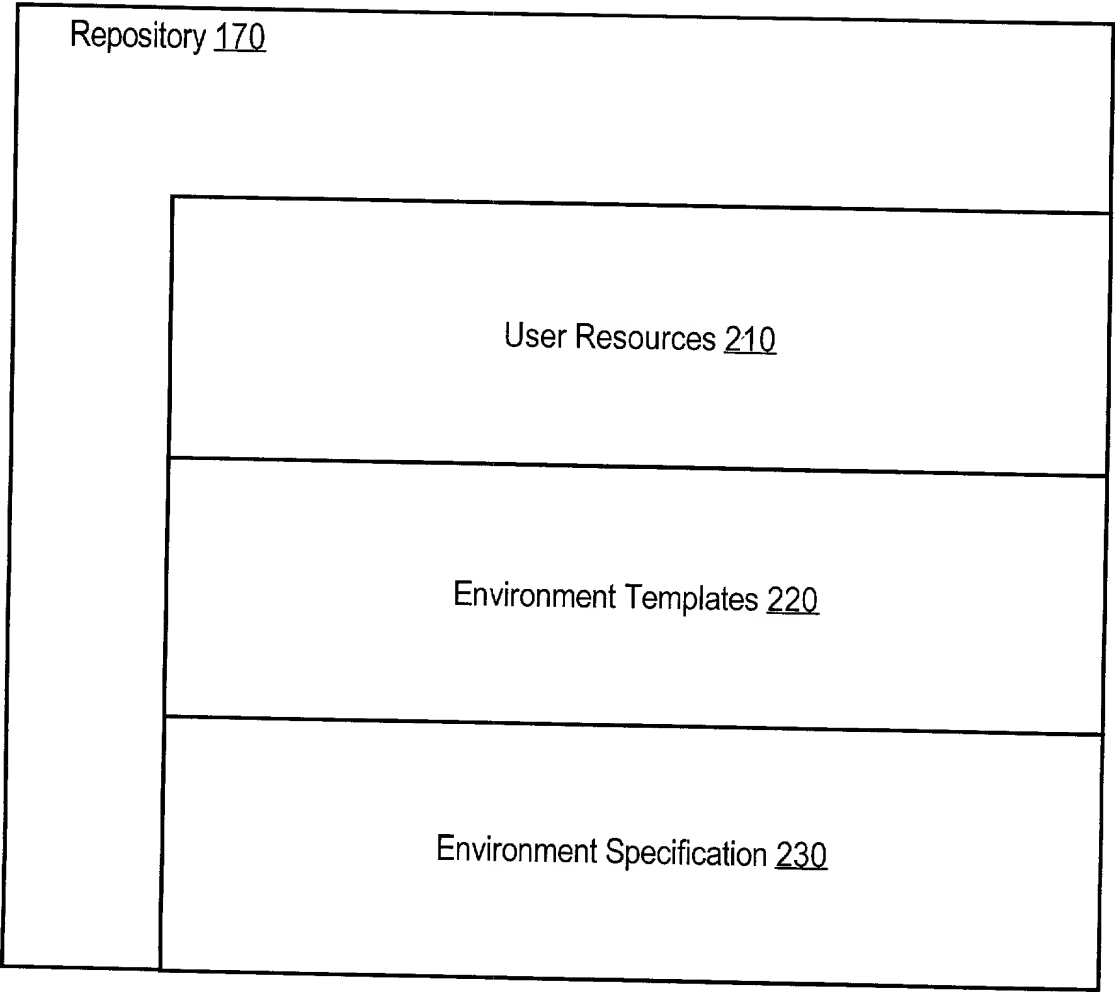 Repository 170
User Resources 210
Environment Templates 220
Environment Specification 230